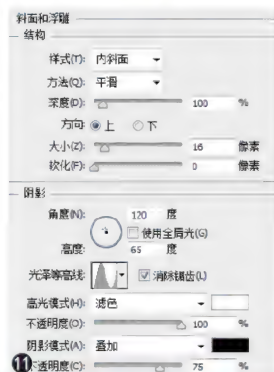 斜面和浮雕
结构
样式(T): 内斜面
方法(Q): 平滑
深度(D): 100 %
方向: 上 下
大小(Z): 16 像素
软化(F): 0 像素
阴影
角度(N): 120 度
使用全局光(G)
高度: 65 度
光泽等高线: 消除锯齿(L)
高光模式(H): 滤色
不透明度(O): 100 %
阴影模式(A): 叠加
11 不透明度(C): 75 %